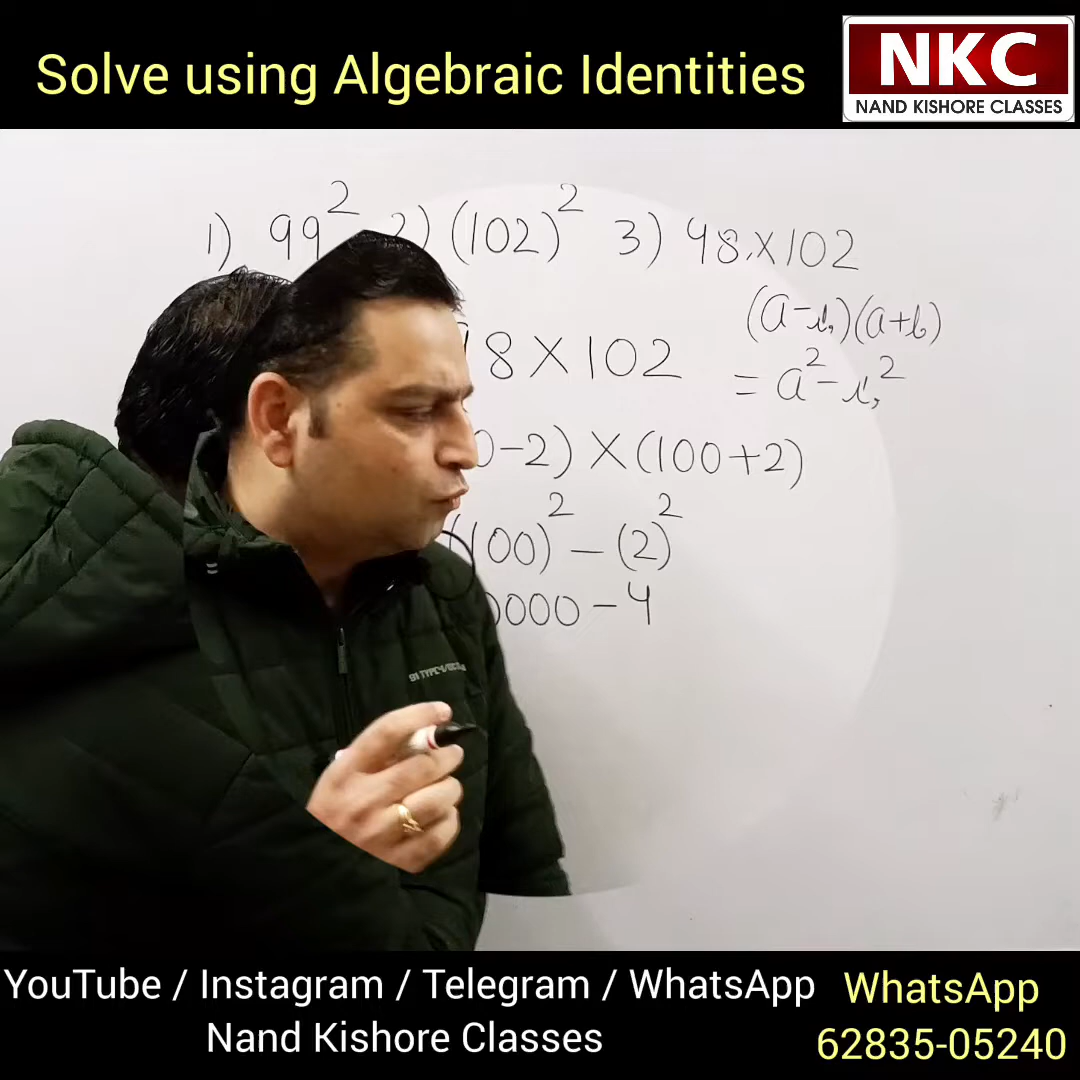 Solve using Algebraic Identities
NKC
NAND KISHORE CLASSES
1) 99² 2) (102)² 3) 98 × 102
(a-b)(a+b)
8 × 102
= a² - b²
0-2) × (100+2)
(100)² - (2)²
0000 - 4
YouTube / Instagram / Telegram / WhatsApp
Nand Kishore Classes
WhatsApp
62835-05240